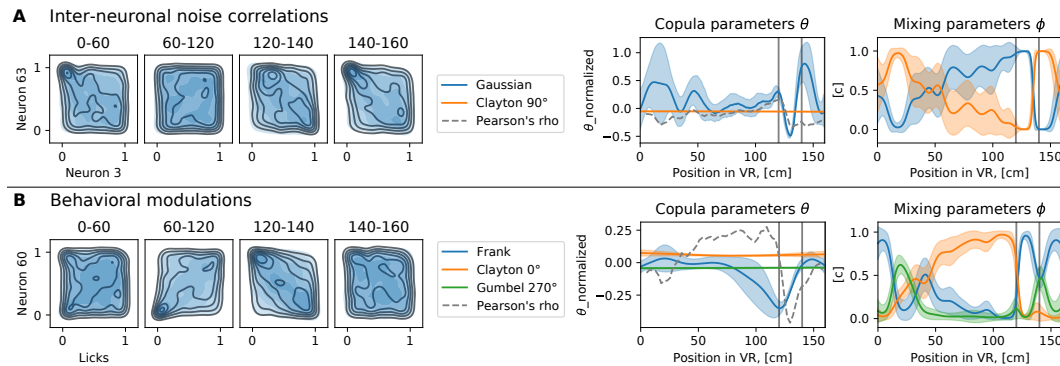 A Inter-neuronal noise correlations
0-60 60-120 120-140 140-160
Neuron 63
1
0
0 1 0 1 0 1 0 1
Neuron 3
Gaussian
Clayton 90°
Pearson's rho
Copula parameters θ
θ_normalized
1.0
0.5
0.0
−0.5
0 50 100 150
Position in VR, [cm]
Mixing parameters ϕ
[c]
1.0
0.5
0.0
0 50 100 150
Position in VR, [cm]
B Behavioral modulations
0-60 60-120 120-140 140-160
Neuron 60
1
0
0 1 0 1 0 1 0 1
Licks
Frank
Clayton 0°
Gumbel 270°
Pearson's rho
Copula parameters θ
θ_normalized
0.25
0.00
−0.25
0 50 100 150
Position in VR, [cm]
Mixing parameters ϕ
[c]
1.0
0.5
0.0
0 50 100 150
Position in VR, [cm]